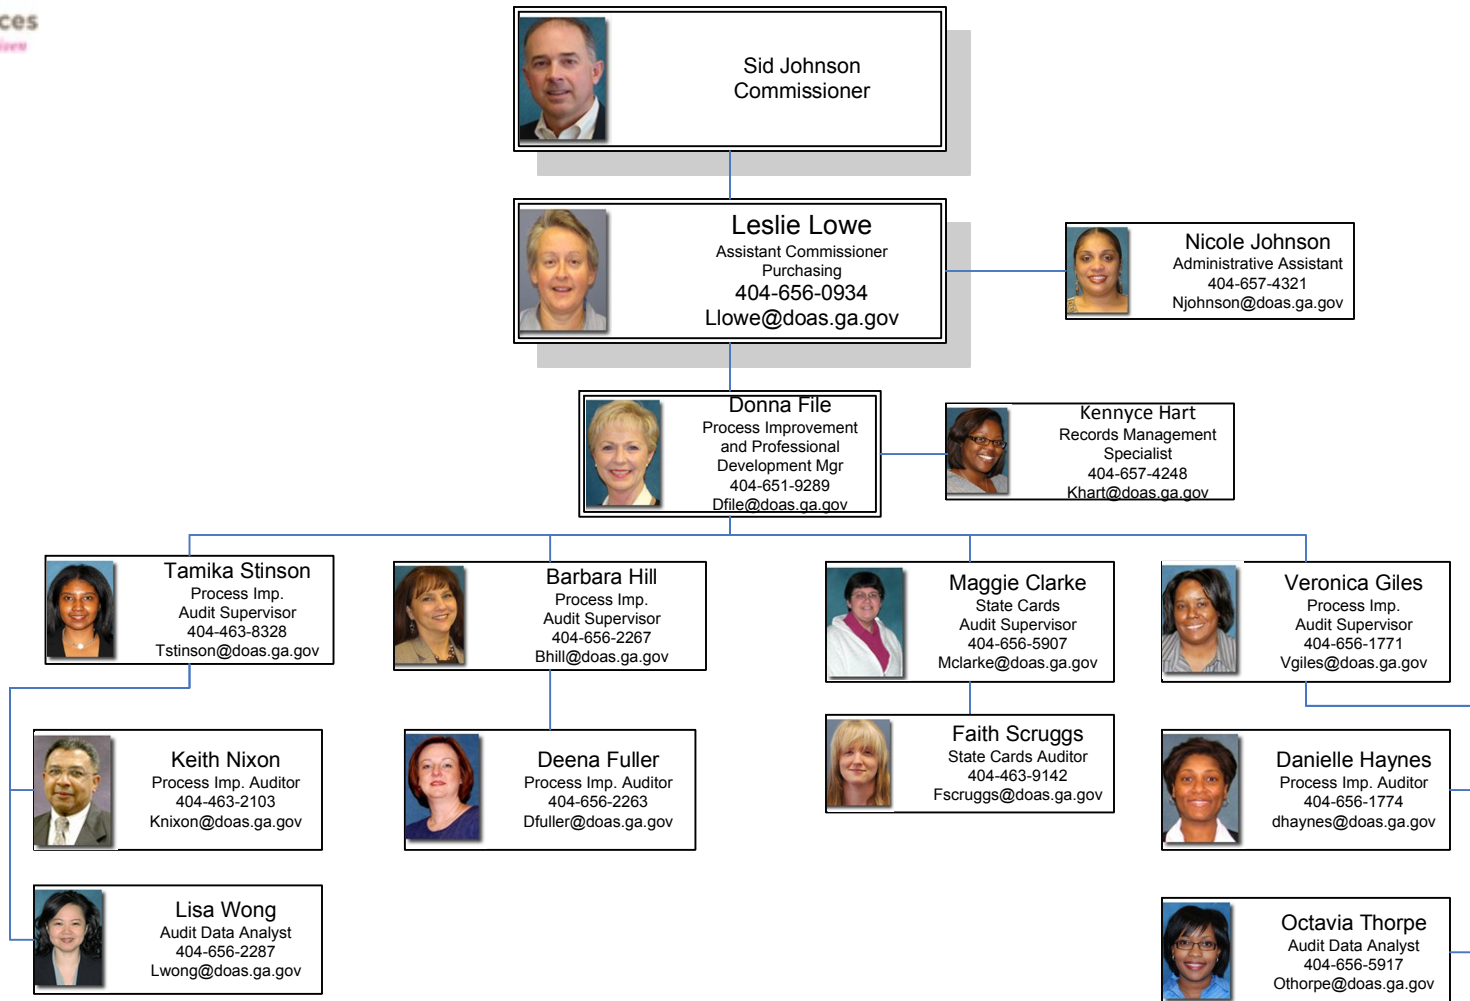 ces
Sid Johnson
Commissioner
Leslie Lowe
Assistant Commissioner
Purchasing
404-656-0934
Llowe@doas.ga.gov
Nicole Johnson
Administrative Assistant
404-657-4321
Njohnson@doas.ga.gov
Donna File
Process Improvement
and Professional
Development Mgr
404-651-9289
Dfile@doas.ga.gov
Kennyce Hart
Records Management
Specialist
404-657-4248
Khart@doas.ga.gov
Tamika Stinson
Process Imp.
Audit Supervisor
404-463-8328
Tstinson@doas.ga.gov
Barbara Hill
Process Imp.
Audit Supervisor
404-656-2267
Bhill@doas.ga.gov
Maggie Clarke
State Cards
Audit Supervisor
404-656-5907
Mclarke@doas.ga.gov
Veronica Giles
Process Imp.
Audit Supervisor
404-656-1771
Vgiles@doas.ga.gov
Keith Nixon
Process Imp. Auditor
404-463-2103
Knixon@doas.ga.gov
Deena Fuller
Process Imp. Auditor
404-656-2263
Dfuller@doas.ga.gov
Faith Scruggs
State Cards Auditor
404-463-9142
Fscruggs@doas.ga.gov
Danielle Haynes
Process Imp. Auditor
404-656-1774
dhaynes@doas.ga.gov
Lisa Wong
Audit Data Analyst
404-656-2287
Lwong@doas.ga.gov
Octavia Thorpe
Audit Data Analyst
404-656-5917
Othorpe@doas.ga.gov